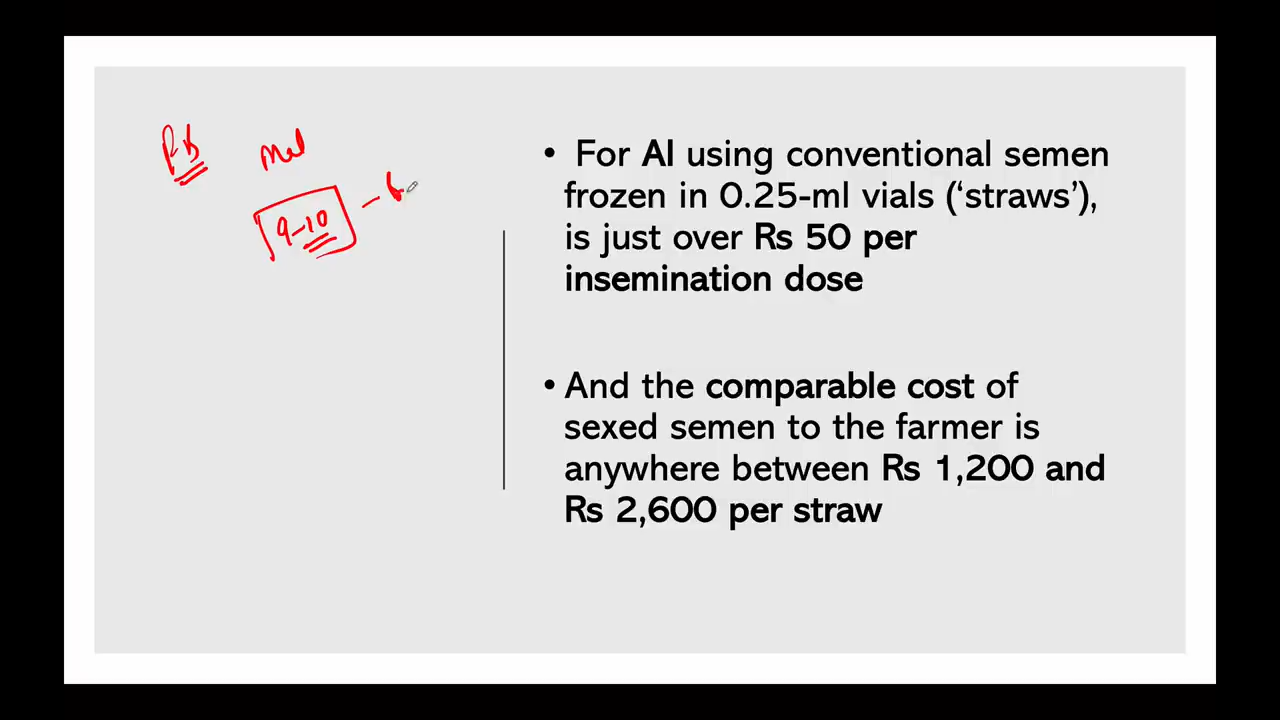 9-10
• For AI using conventional semen
frozen in 0.25-ml vials (‘straws’),
is just over Rs 50 per
insemination dose
• And the comparable cost of
sexed semen to the farmer is
anywhere between Rs 1,200 and
Rs 2,600 per straw